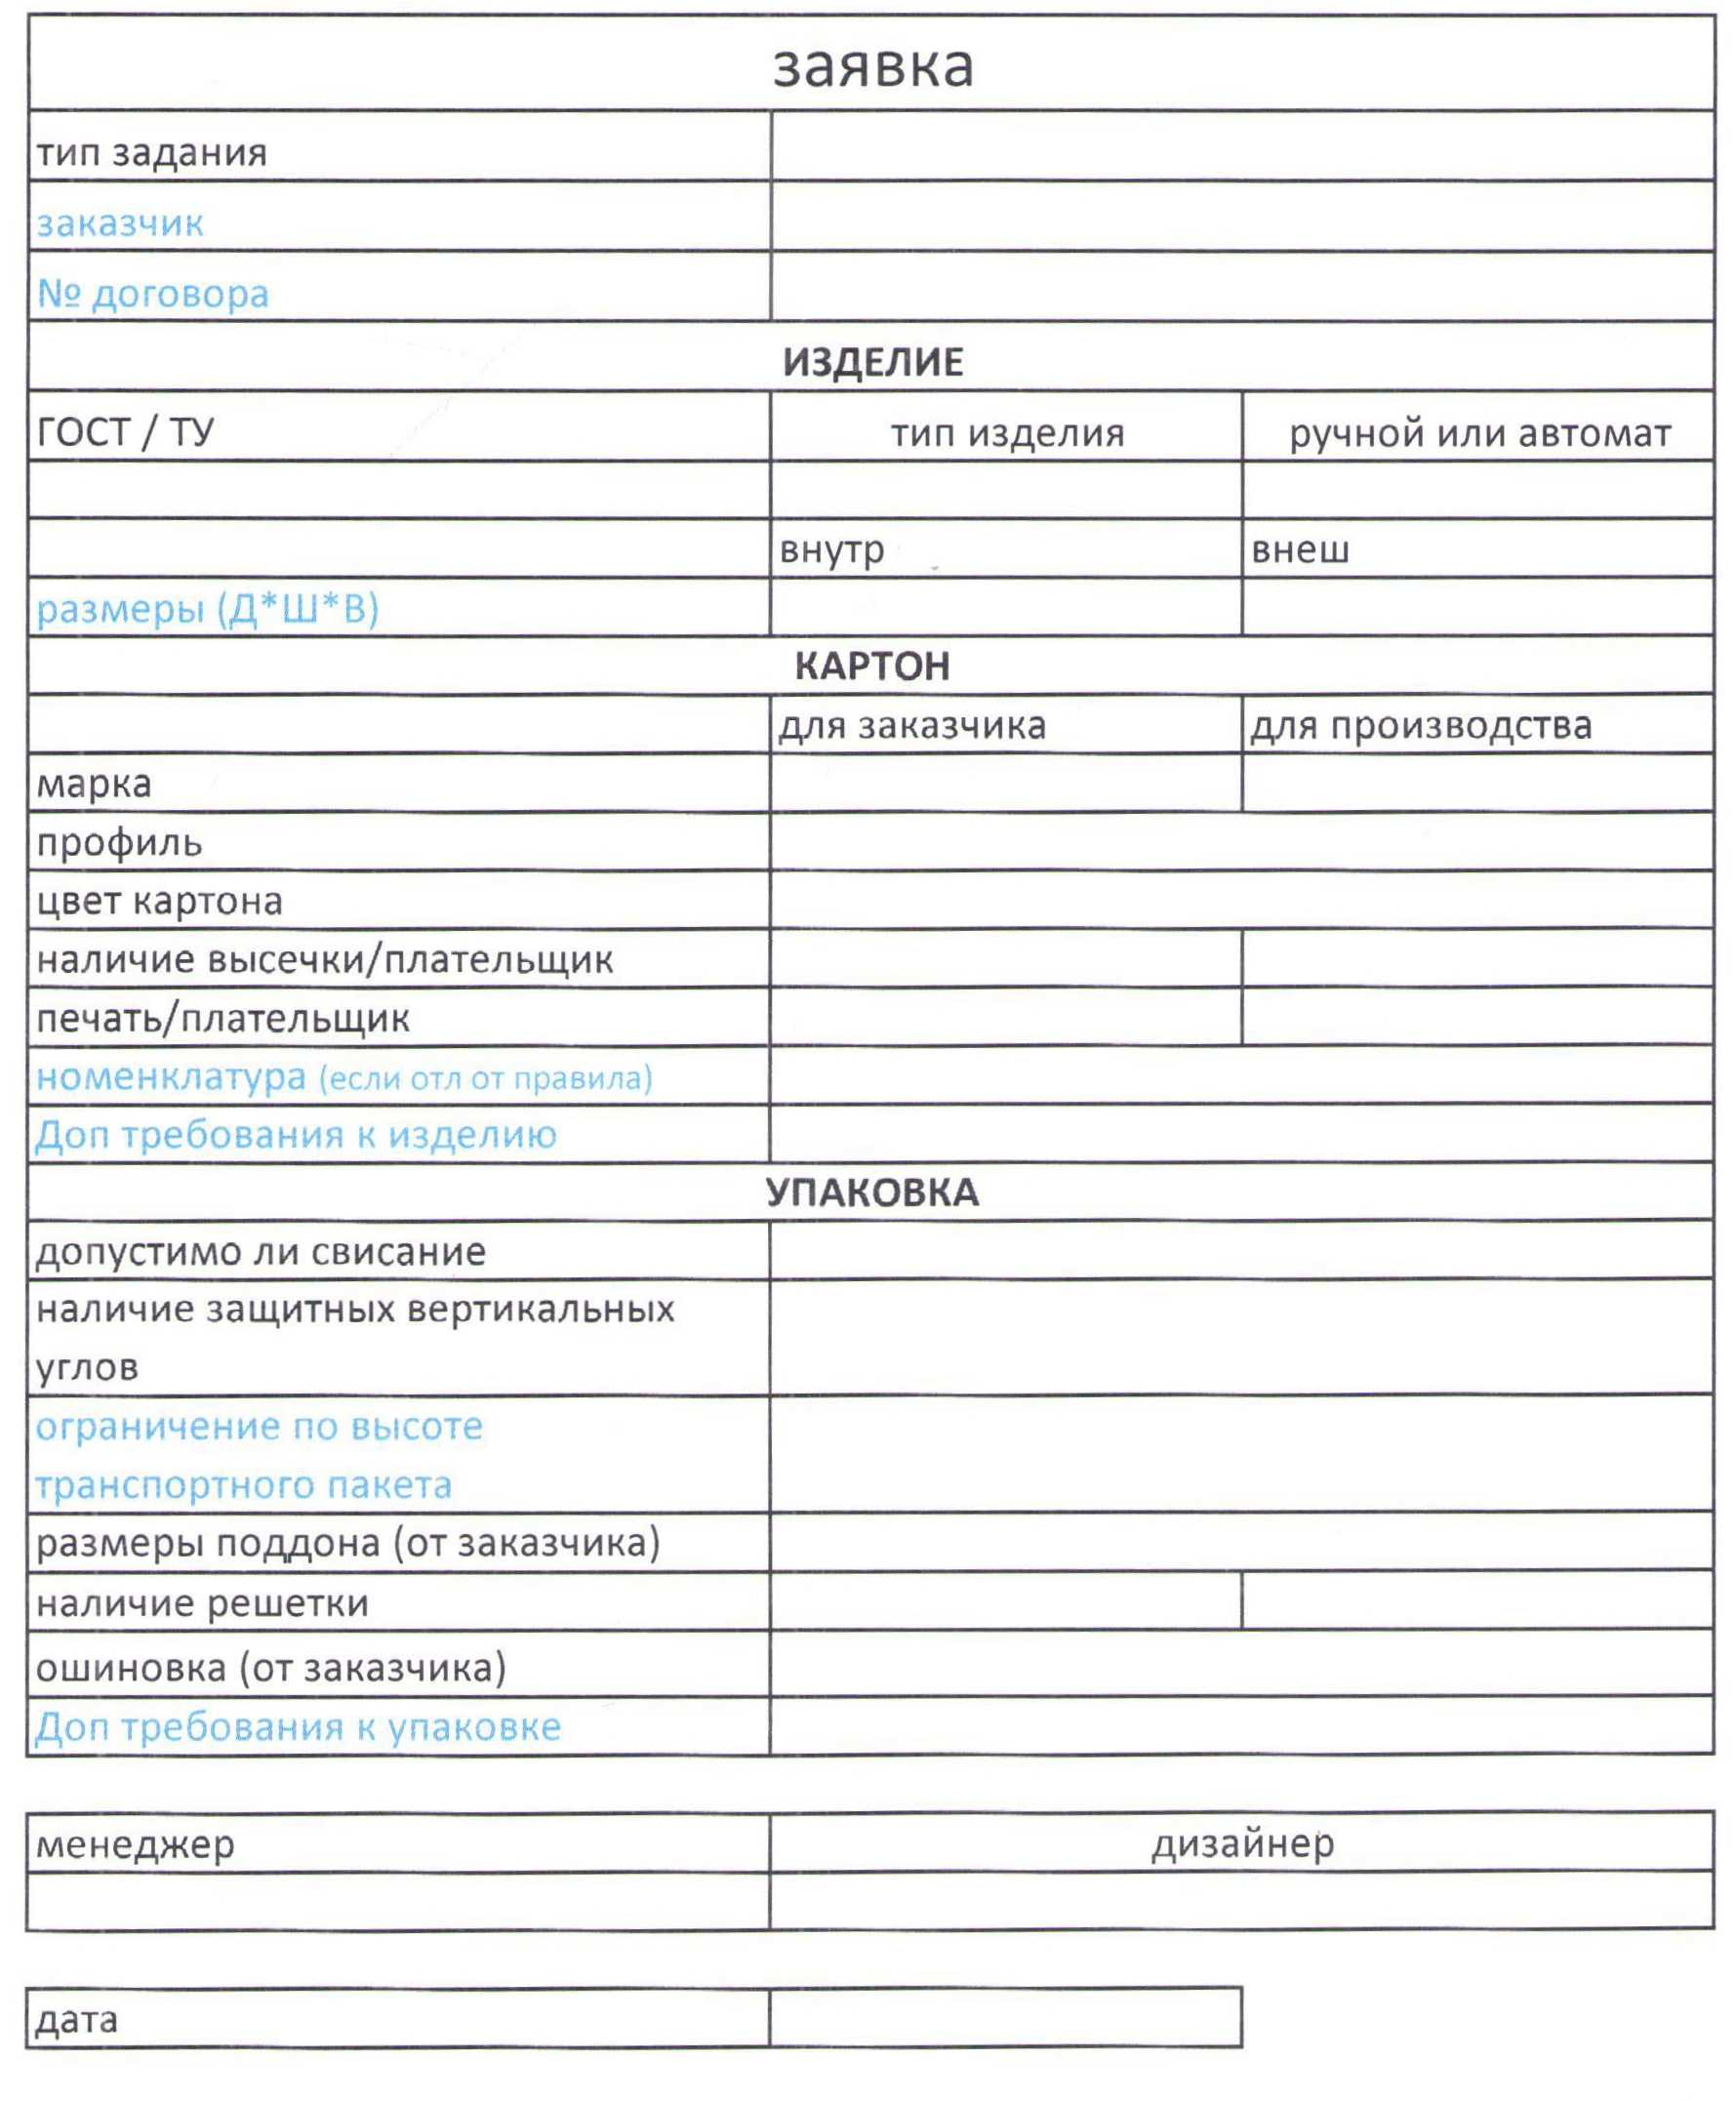 заявка
тип задания
заказчик
№ договора
ИЗДЕЛИЕ
ГОСТ / ТУ тип изделия ручной или автомат
внутр внеш
размеры (Д*Ш*В)
КАРТОН
для заказчика для производства
марка
профиль
цвет картона
наличие высечки/плательщик
печать/плательщик
номенклатура (если отл от правила)
Доп требования к изделию
УПАКОВКА
допустимо ли свисание
наличие защитных вертикальных
углов
ограничение по высоте
транспортного пакета
размеры поддона (от заказчика)
наличие решетки
ошиновка (от заказчика)
Доп требования к упаковке
менеджер дизайнер
дата